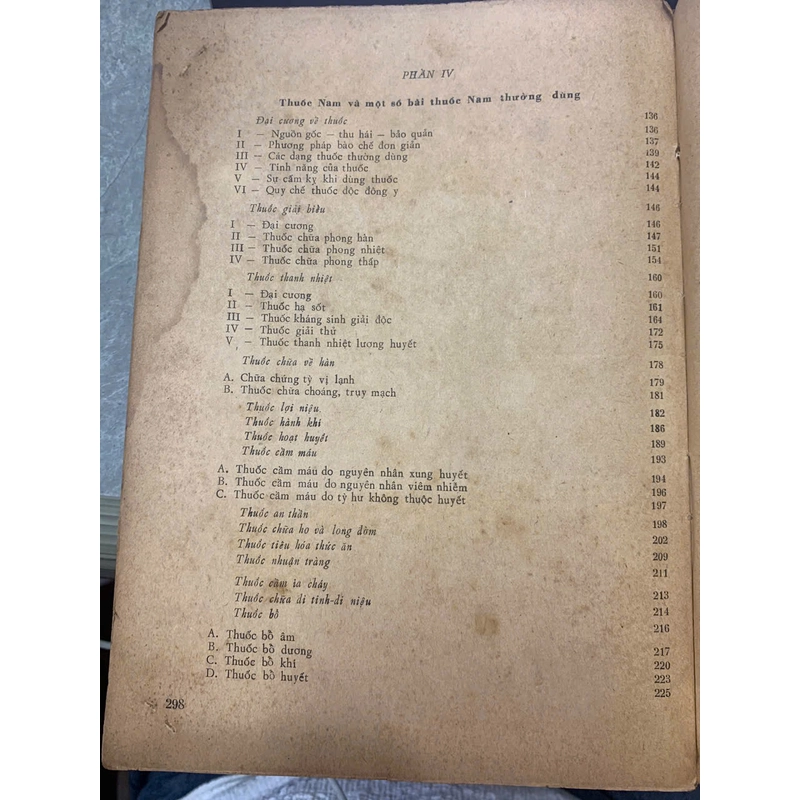 PHẦN IV
Thuốc Nam và một số bài thuốc Nam thường dùng
Đại cương về thuốc 136
I — Nguồn gốc — thu hái — bảo quản 136
II — Phương pháp bào chế đơn giản 137
III — Các dạng thuốc thường dùng 139
IV — Tính năng của thuốc 142
V — Sự cấm kỵ khi dùng thuốc 144
VI — Quy chế thuốc độc đông y 144
Thuốc giải biểu 146
I — Đại cương 146
II — Thuốc chữa phong hàn 147
III — Thuốc chữa phong nhiệt 151
IV — Thuốc chữa phong thấp 154
Thuốc thanh nhiệt 160
I — Đại cương 160
II — Thuốc hạ sốt 161
III — Thuốc kháng sinh giải độc 164
IV — Thuốc giải thử 172
V — Thuốc thanh nhiệt lương huyết 175
Thuốc chữa về hàn 178
A. Chữa chứng tỳ vị lạnh 179
B. Thuốc chữa choáng, trụy mạch 181
Thuốc lợi niệu 182
Thuốc hành khí 186
Thuốc hoạt huyết 189
Thuốc cầm máu 193
A. Thuốc cầm máu do nguyên nhân xung huyết 194
B. Thuốc cầm máu do nguyên nhân viêm nhiễm 196
C. Thuốc cầm máu do tỳ hư không thuộc huyết 197
Thuốc an thần 198
Thuốc chữa ho và long đờm 202
Thuốc tiêu hóa thức ăn 209
Thuốc nhuận tràng 211
Thuốc cầm ỉa chảy 213
Thuốc chữa di tinh-di niệu 214
Thuốc bổ 216
A. Thuốc bổ âm 217
B. Thuốc bổ dương 220
C. Thuốc bổ khí 223
D. Thuốc bổ huyết 225
298